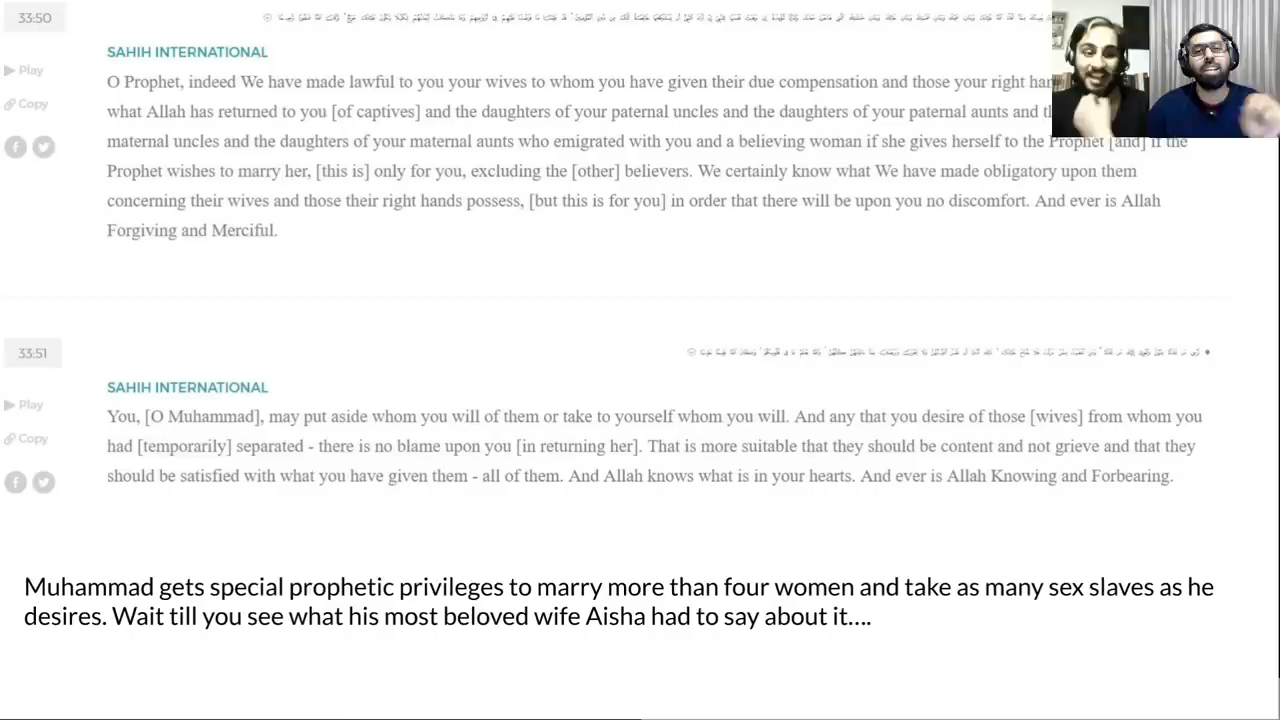 33:50
SAHIH INTERNATIONAL
Play
O Prophet, indeed We have made lawful to you your wives to whom you have given their due compensation and those your right
Copy
what Allah has returned to you [of captives] and the daughters of your paternal uncles and the daughters of your paternal aunts and
maternal uncles and the daughters of your maternal aunts who emigrated with you and a believing woman if she gives herself to the Prophet [and] if the
Prophet wishes to marry her, [this is] only for you, excluding the [other] believers. We certainly know what We have made obligatory upon them
concerning their wives and those their right hands possess, [but this is for you] in order that there will be upon you no discomfort. And ever is Allah
Forgiving and Merciful.
33:51
SAHIH INTERNATIONAL
Play
You, [O Muhammad], may put aside whom you will of them or take to yourself whom you will. And any that you desire of those [wives] from whom you
Copy
had [temporarily] separated - there is no blame upon you [in returning her]. That is more suitable that they should be content and not grieve and that they
should be satisfied with what you have given them - all of them. And Allah knows what is in your hearts. And ever is Allah Knowing and Forbearing.
Muhammad gets special prophetic privileges to marry more than four women and take as many sex slaves as he
desires. Wait till you see what his most beloved wife Aisha had to say about it....